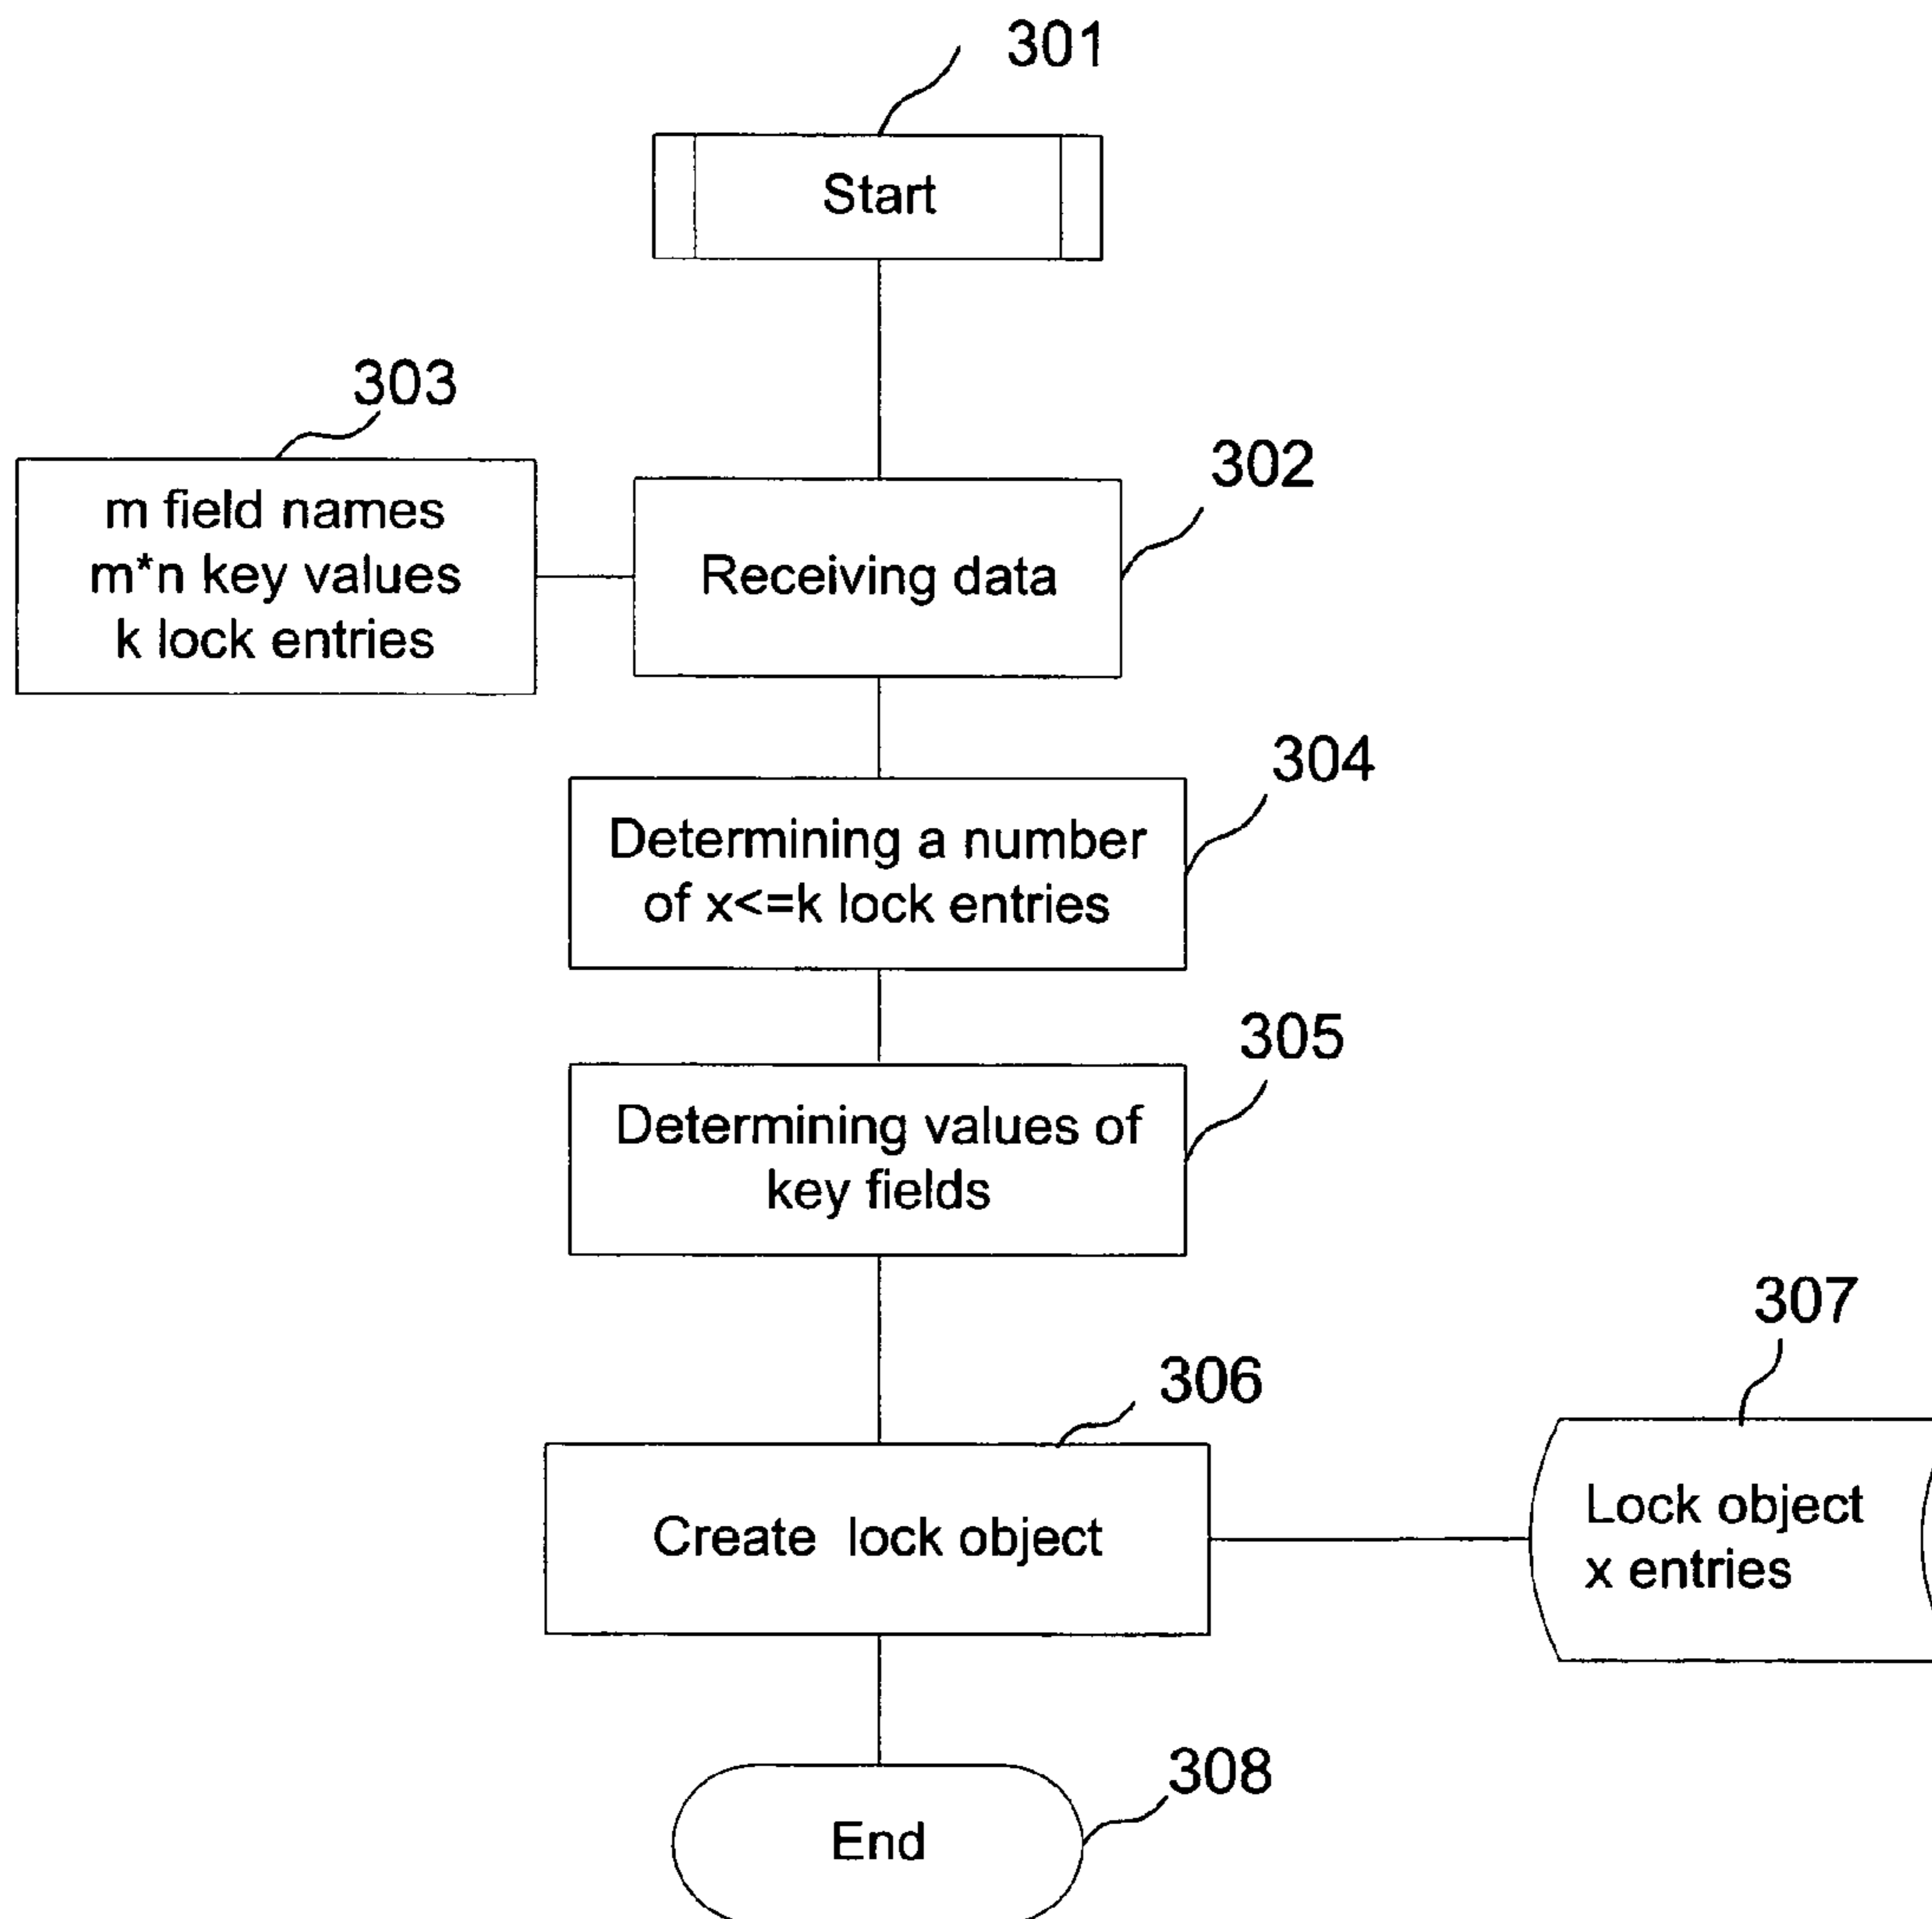 301
Start
303
m field names
m*n key values
k lock entries
302
Receiving data
304
Determining a number
of x<=k lock entries
305
Determining values of
key fields
306
Create lock object
307
Lock object
x entries
308
End